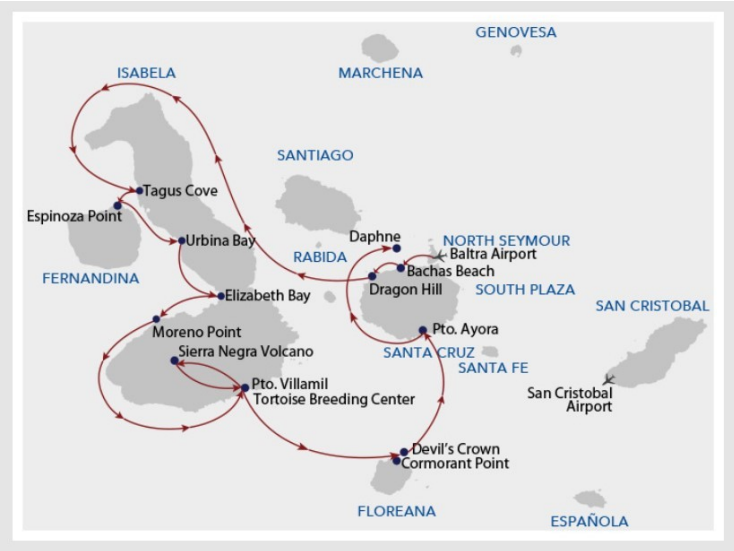 GENOVESA
ISABELA
MARCHENA
SANTIAGO
Tagus Cove
Espinoza Point
Daphne
Urbina Bay
NORTH SEYMOUR
RABIDA
Baltra Airport
Bachas Beach
FERNANDINA
Dragon Hill
SOUTH PLAZA
Elizabeth Bay
SAN CRISTOBAL
Moreno Point
Pto. Ayora
Sierra Negra Volcano
SANTA CRUZ
SANTA FE
Pto. Villamil
Tortoise Breeding Center
San Cristobal
Airport
Devil's Crown
Cormorant Point
FLOREANA
ESPAÑOLA